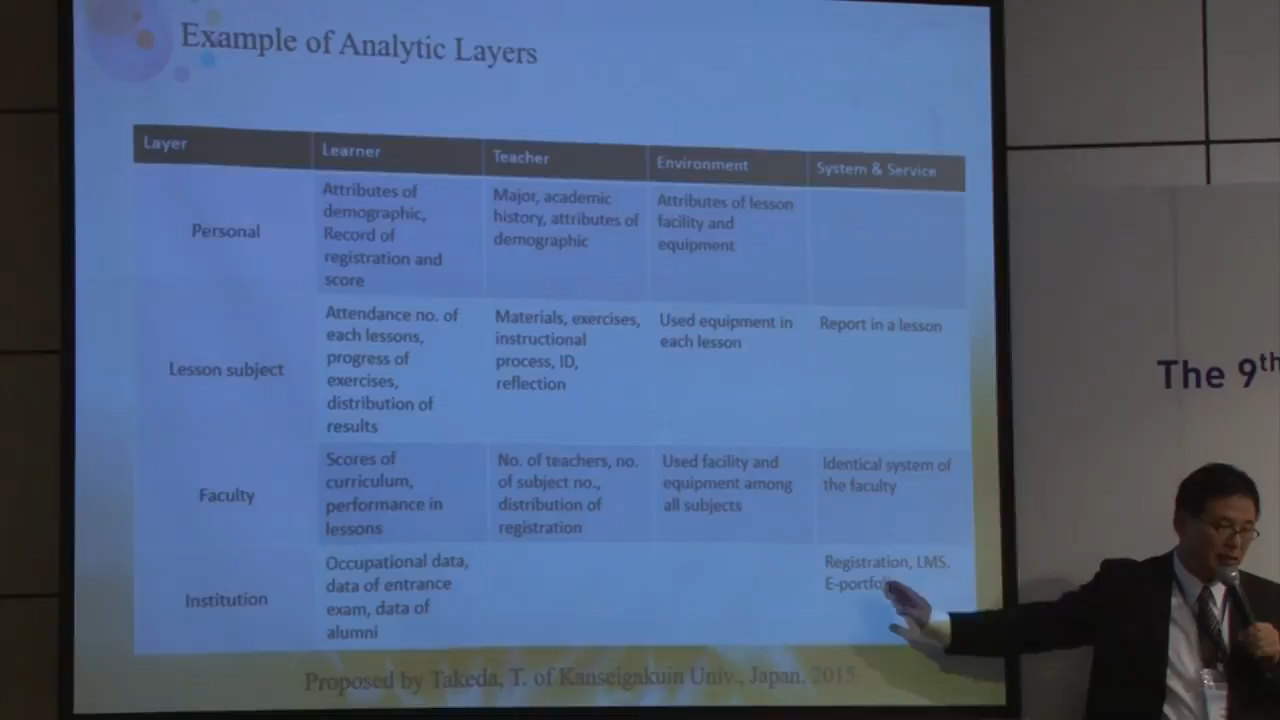 Example of Analytic Layers
Layer
Learner
Teacher
Environment
System & Service
Personal
Attributes of
demographic,
Record of
registration and
score
Major, academic
history, attributes of
demographic
Attributes of lesson
facility and
equipment
Lesson subject
Attendance no. of
each lessons,
progress of
exercises,
distribution of
results
Materials, exercises,
instructional
process, ID,
reflection
Used equipment in
each lesson
Report in a lesson
Faculty
Scores of
curriculum,
performance in
lessons
No. of teachers, no.
of subject no.,
distribution of
registration
Used facility and
equipment among
all subjects
Identical system of
the faculty
Institution
Occupational data,
data of entrance
exam, data of
alumni
Registration, LMS.
Proposed by Takeda, T. of Kanseigakuin Univ., Japan, 2015
The 9th